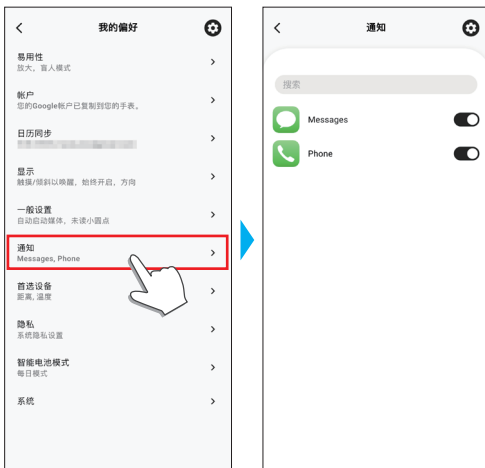 我的偏好
易用性
放大，盲人模式
帐户
您的Google帐户已复制到您的手表。
日历同步
显示
触摸/倾斜以唤醒，始终开启，方向
一般设置
自动启动媒体，未读小圆点
通知
Messages, Phone
首选设备
距离, 温度
隐私
系统隐私设置
智能电池模式
每日模式
系统
通知
搜索
Messages
Phone